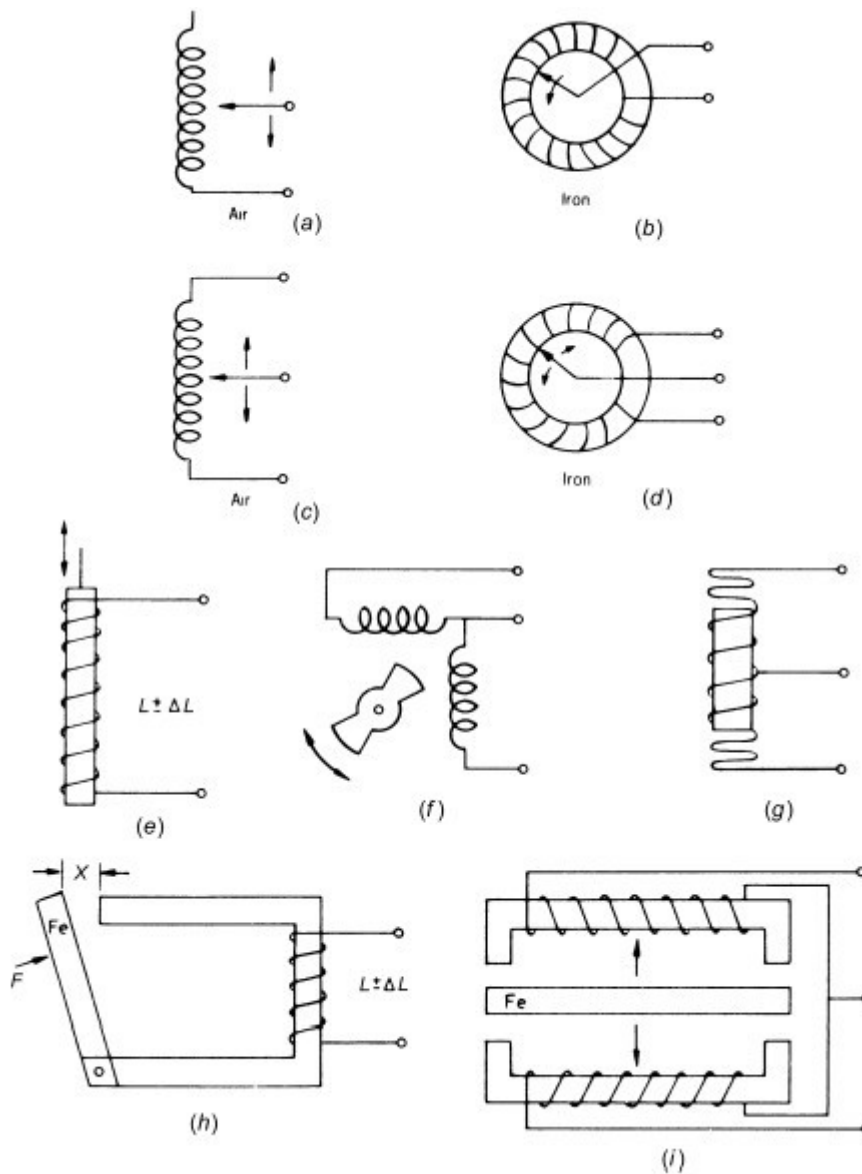 Air
(a)
Iron
(b)
Air
(c)
Iron
(d)
L ± ΔL
(e)
(f)
(g)
X
Fe
F
L ± ΔL
(h)
Fe
(i)